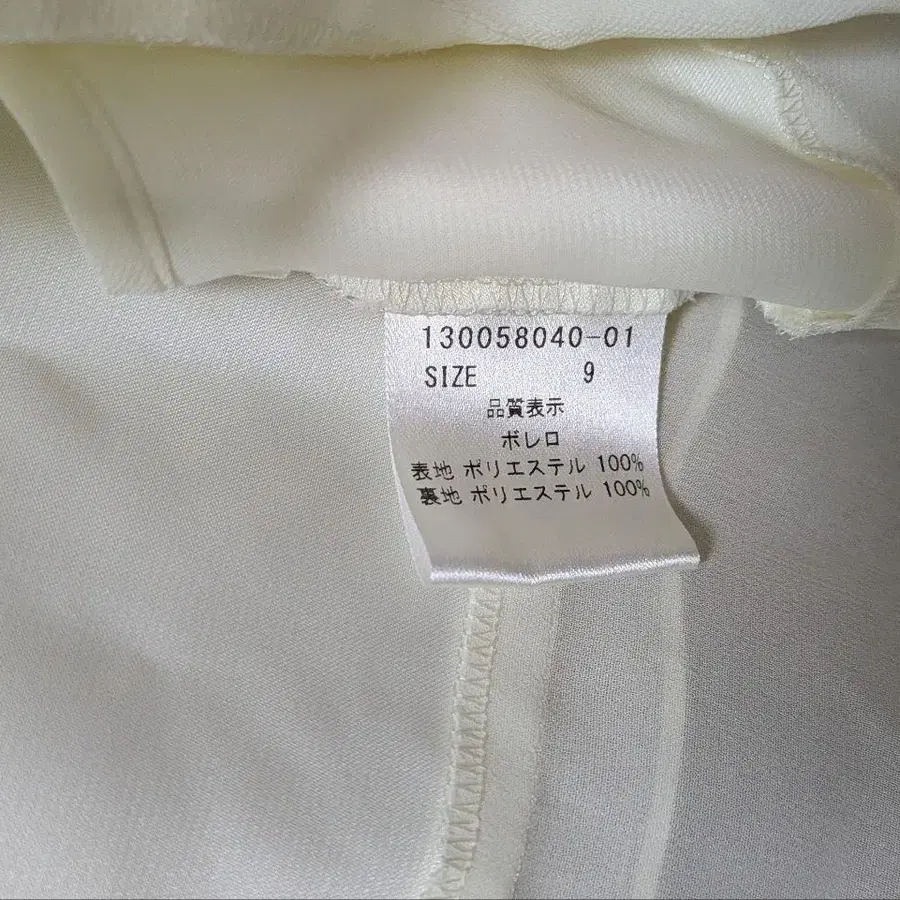 130058040-01
SIZE 9
品質表示
ボレロ
表地 ポリエステル 100%
裏地 ポリエステル 100%